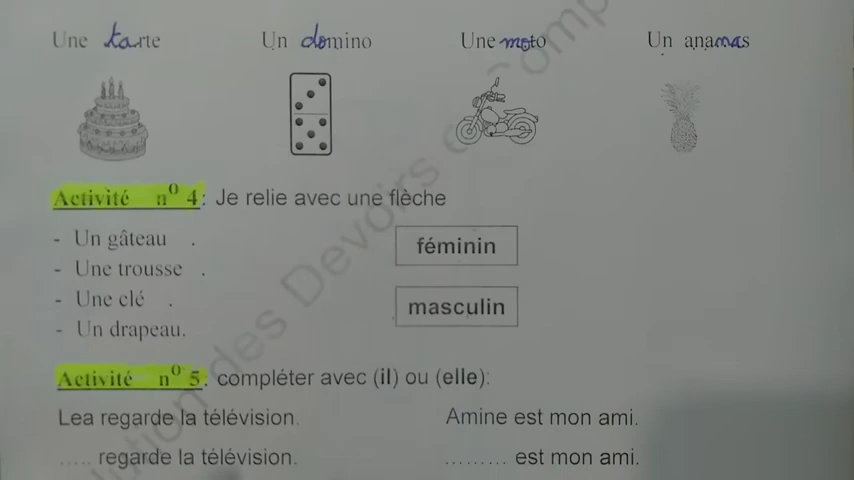 Une tarte Un domino Une moto Un ananas
Activité n⁰ 4: Je relie avec une flèche
- Un gâteau .
- Une trousse .
- Une clé .
- Un drapeau.
féminin
masculin
Activité n⁰ 5: compléter avec (il) ou (elle):
Lea regarde la télévision. Amine est mon ami.
..... regarde la télévision. ......... est mon ami.